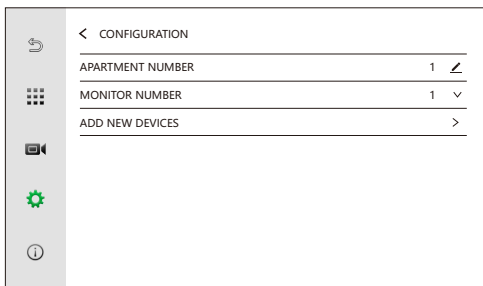 CONFIGURATION
APARTMENT NUMBER 1
MONITOR NUMBER 1
ADD NEW DEVICES